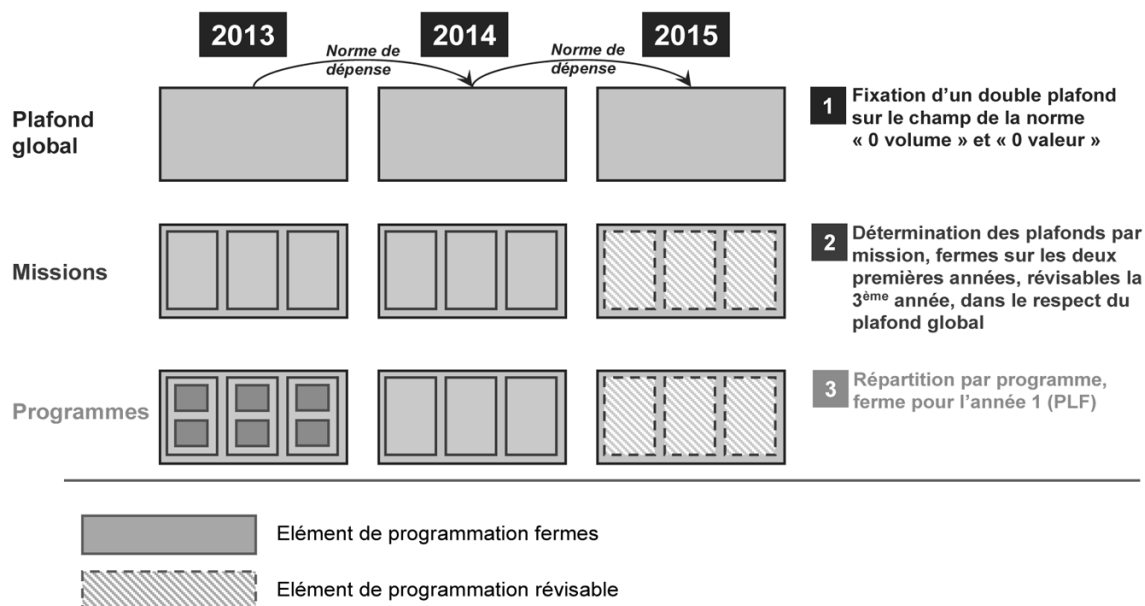 2013
2014
2015
Norme de
dépense
Norme de
dépense
Plafond
global
1
Fixation d'un double plafond
sur le champ de la norme
« 0 volume » et « 0 valeur »
Missions
2
Détermination des plafonds par
mission, fermes sur les deux
premières années, révisables la
3ème année, dans le respect du
plafond global
Programmes
3
Répartition par programme,
ferme pour l'année 1 (PLF)
Elément de programmation fermes
Elément de programmation révisable